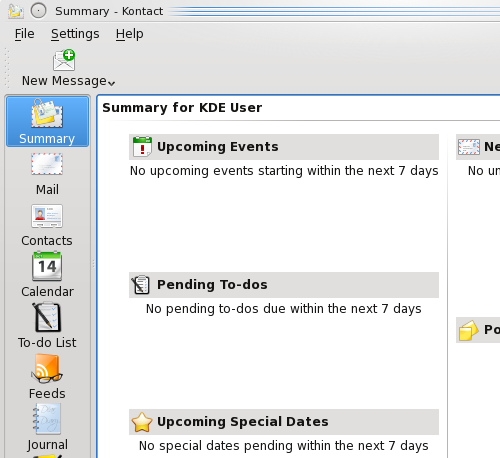 Summary - Kontact
File Settings Help
New Message
Summary for KDE User
Summary
Mail
Contacts
14
Calendar
To-do List
Feeds
Journal
Upcoming Events
No upcoming events starting within the next 7 days
Pending To-dos
No pending to-dos due within the next 7 days
Upcoming Special Dates
No special dates pending within the next 7 days
Ne
No un
Po